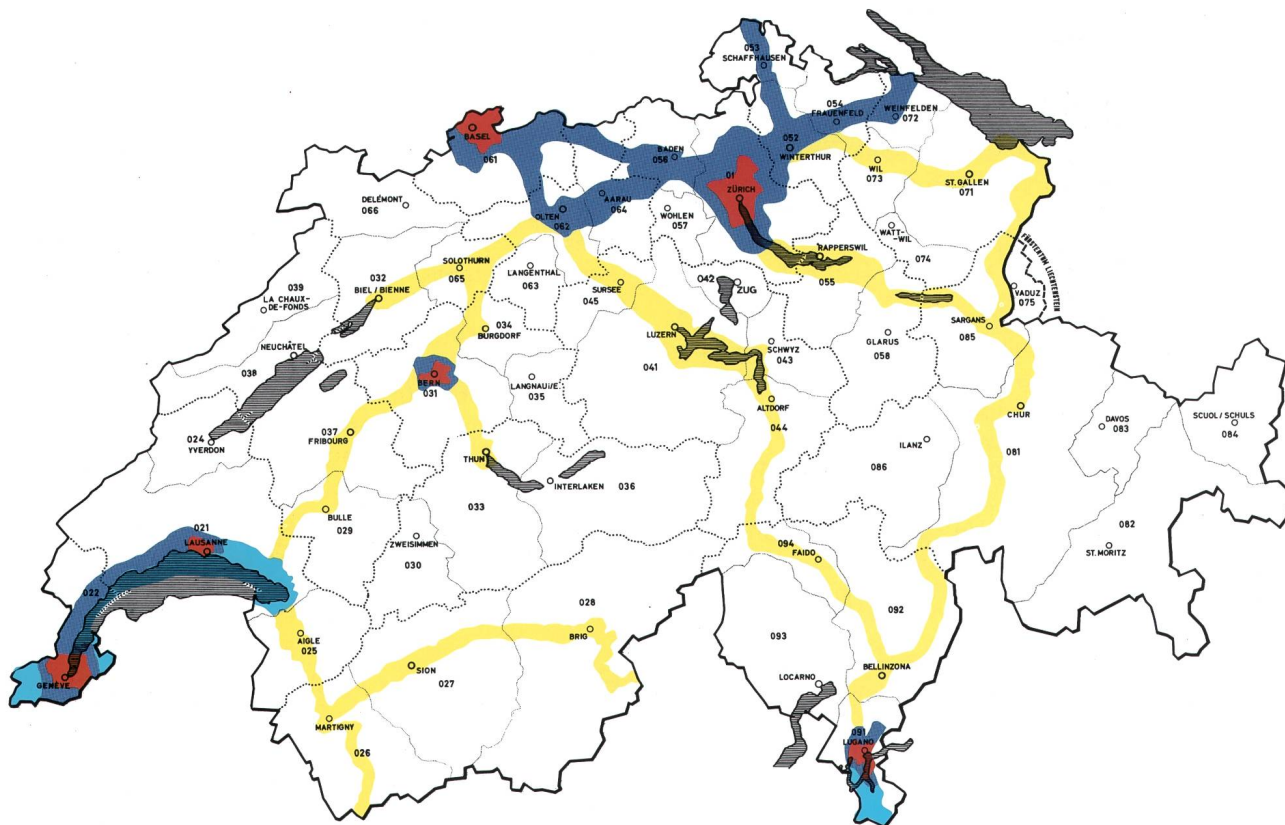 053
SCHAFFHAUSEN
BASEL
061
BADEN
056
052
WINTERTHUR
054
FRAUENFELD
WEINFELDEN
072
WIL
073
ST.GALLEN
071
01
ZÜRICH
DELÉMONT
066
OLTEN
062
AARAU
064
WOHLEN
057
WATT-
WIL
074
RAPPERSWIL
055
FÜRSTENTUM LIECHTENSTEIN
VADUZ
075
039
LA CHAUX-
DE-FONDS
032
BIEL / BIENNE
SOLOTHURN
065
LANGENTHAL
063
SURSEE
045
042
ZUG
SARGANS
085
NEUCHÂTEL
038
034
BURGDORF
LUZERN
041
SCHWYZ
043
GLARUS
058
BERN
031
LANGNAU i/E
035
ALTDORF
044
CHUR
081
DAVOS
083
SCUOL / SCHULS
084
024
YVERDON
037
FRIBOURG
THUN
INTERLAKEN
036
ILANZ
086
033
BULLE
029
ZWEISIMMEN
030
021
LAUSANNE
022
GENÈVE
094
FAIDO
082
ST. MORITZ
092
028
BRIG
AIGLE
025
SION
027
093
LOCARNO
BELLINZONA
MARTIGNY
026
091
LUGANO